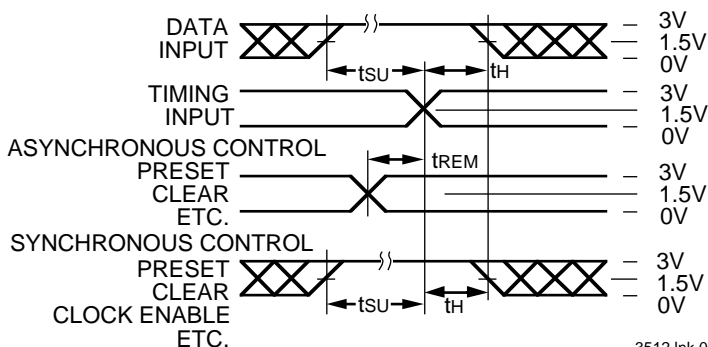 DATA
INPUT
tSU
tH
3V
1.5V
0V
TIMING
INPUT
3V
1.5V
0V
ASYNCHRONOUS CONTROL
PRESET
CLEAR
ETC.
tREM
3V
1.5V
0V
SYNCHRONOUS CONTROL
PRESET
CLEAR
CLOCK ENABLE
ETC.
tSU
tH
3V
1.5V
0V